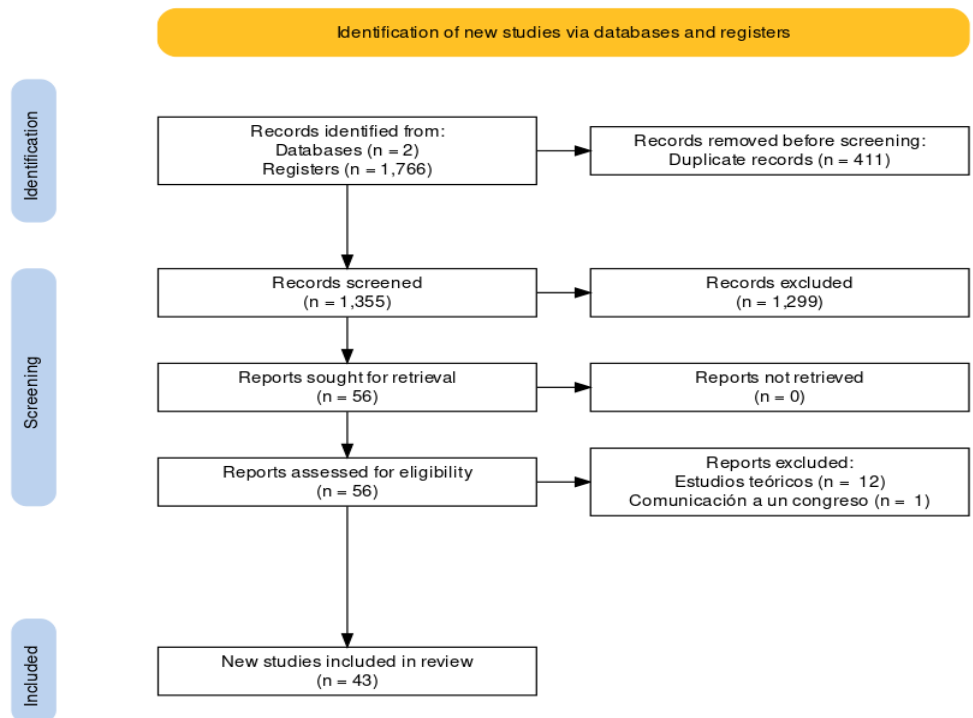 Identification of new studies via databases and registers
Identification
Records identified from:
Databases (n = 2)
Registers (n = 1,766)
Records removed before screening:
Duplicate records (n = 411)
Screening
Records screened
(n = 1,355)
Records excluded
(n = 1,299)
Reports sought for retrieval
(n = 56)
Reports not retrieved
(n = 0)
Reports assessed for eligibility
(n = 56)
Reports excluded:
Estudios teóricos (n = 12)
Comunicación a un congreso (n = 1)
Included
New studies included in review
(n = 43)